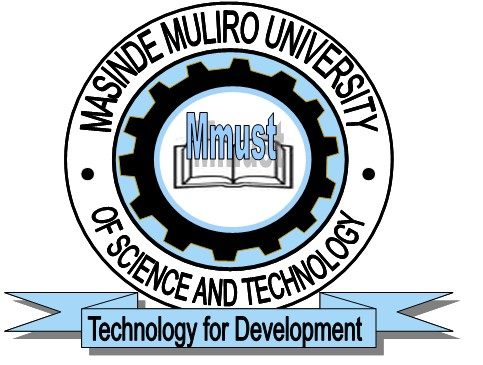 MASINDE MULIRO UNIVERSITY
Mmust
OF SCIENCE AND TECHNOLOGY
Technology for Development